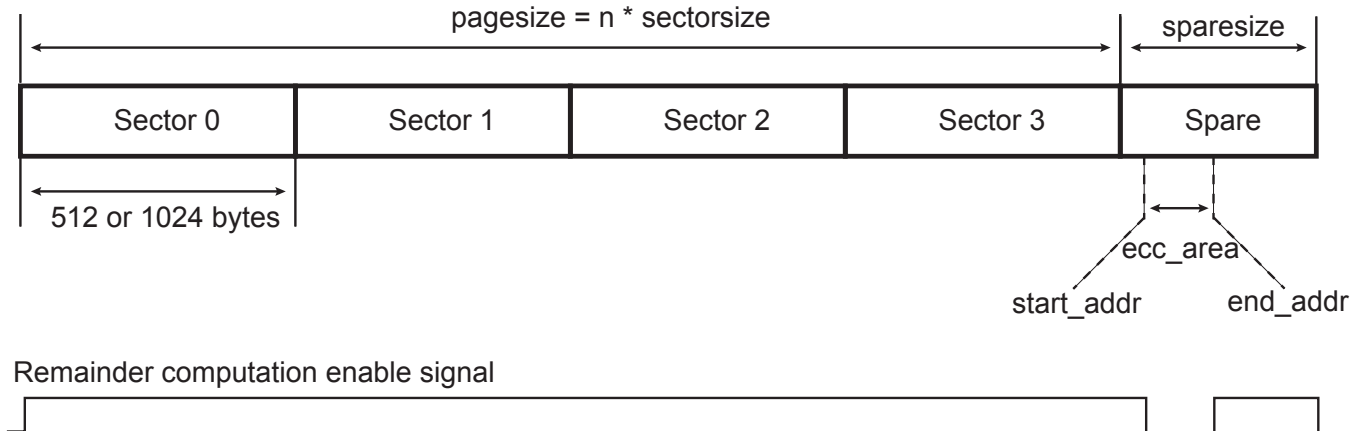 pagesize = n * sectorsize
sparesize
Sector 0 Sector 1 Sector 2 Sector 3 Spare
512 or 1024 bytes
ecc_area
start_addr end_addr
Remainder computation enable signal